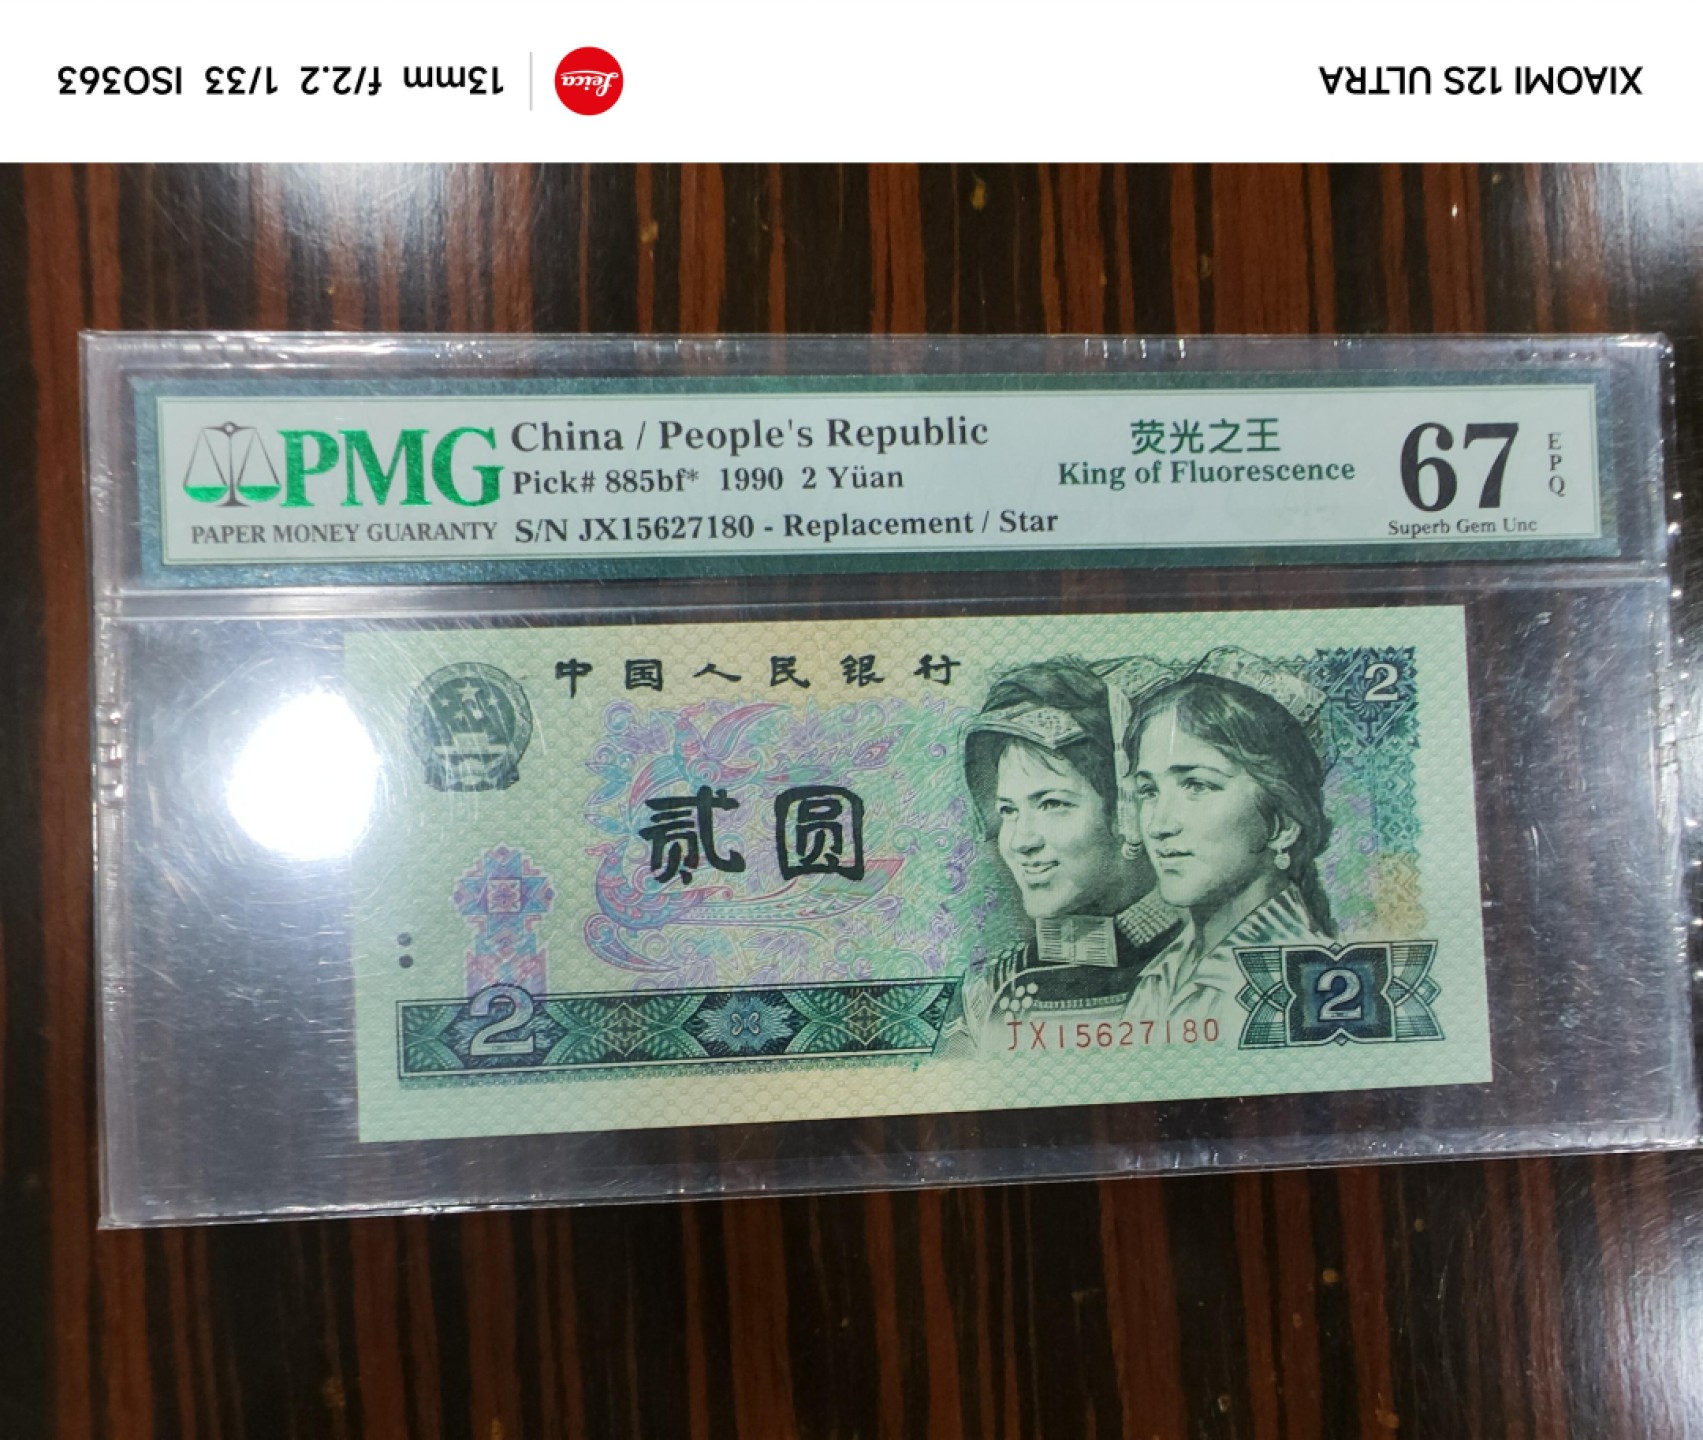 XIAOMI 12S ULTRA
Leica
13mm f/2.2 1/33 ISO363
PMG
PAPER MONEY GUARANTY
China / People's Republic
Pick# 885bf* 1990 2 Yüan
S/N JX15627180 - Replacement / Star
荧光之王
King of Fluorescence
67
EPQ
Superb Gem Unc
中国人民银行
2
贰圆
2
JX15627180
2